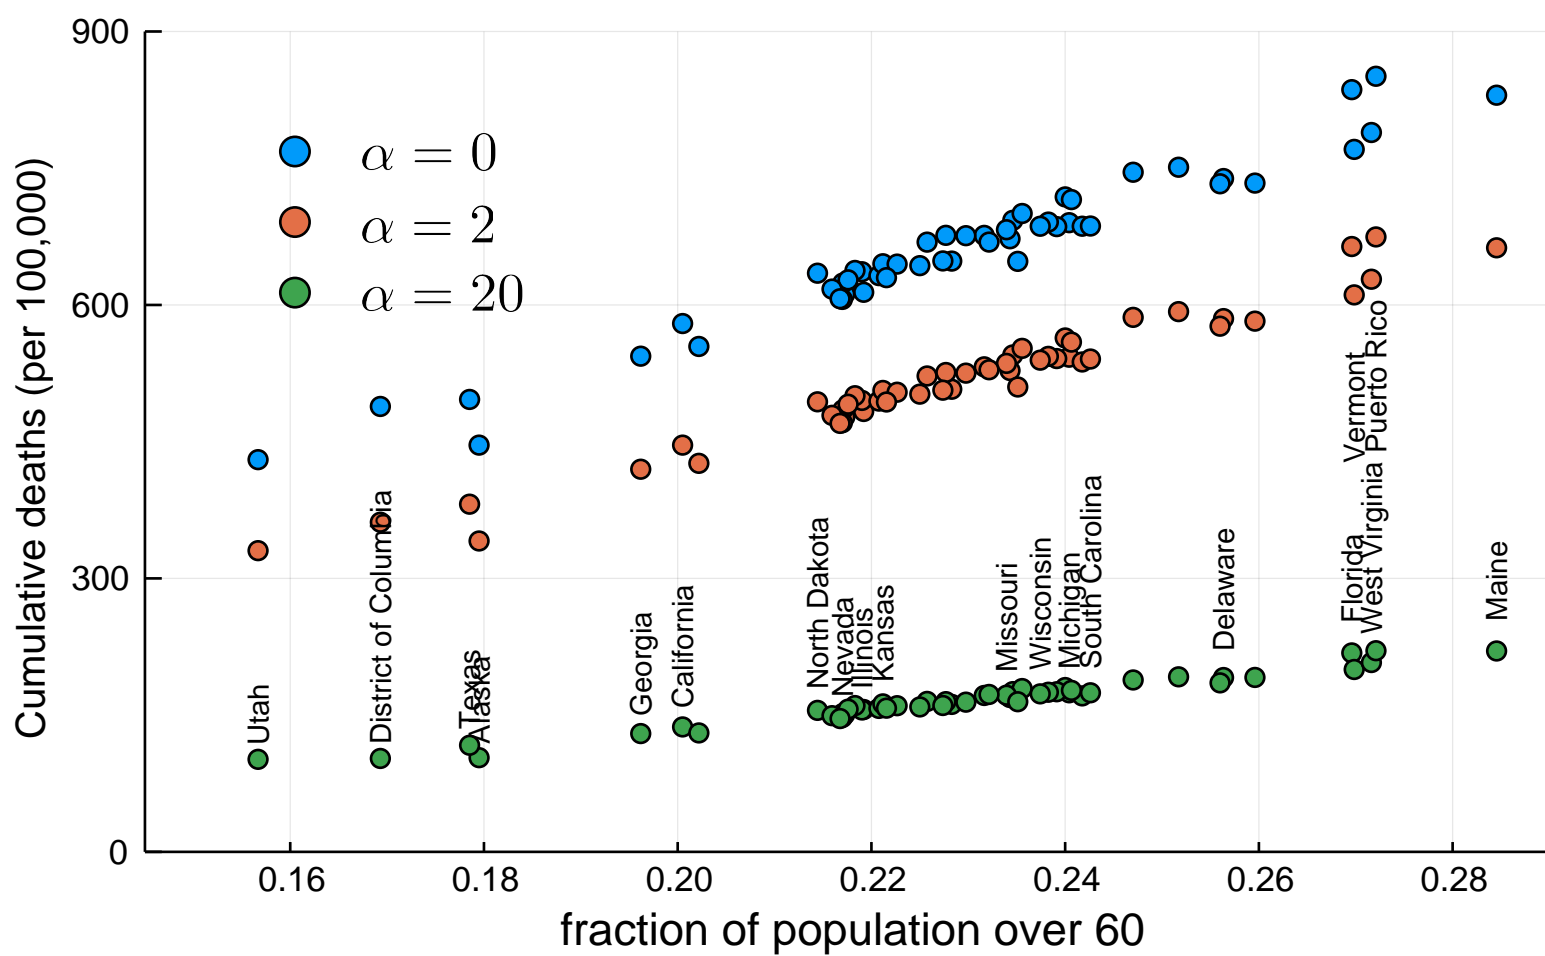 Cumulative deaths (per 100,000)
900
600
300
0
α = 0
α = 2
α = 20
Utah
District of Columbia
Texas
Alaska
Georgia
California
North Dakota
Nevada
Illinois
Kansas
Missouri
Wisconsin
Michigan
South Carolina
Delaware
Florida
Vermont
West Virginia
Puerto Rico
Maine
0.16
0.18
0.20
0.22
0.24
0.26
0.28
fraction of population over 60